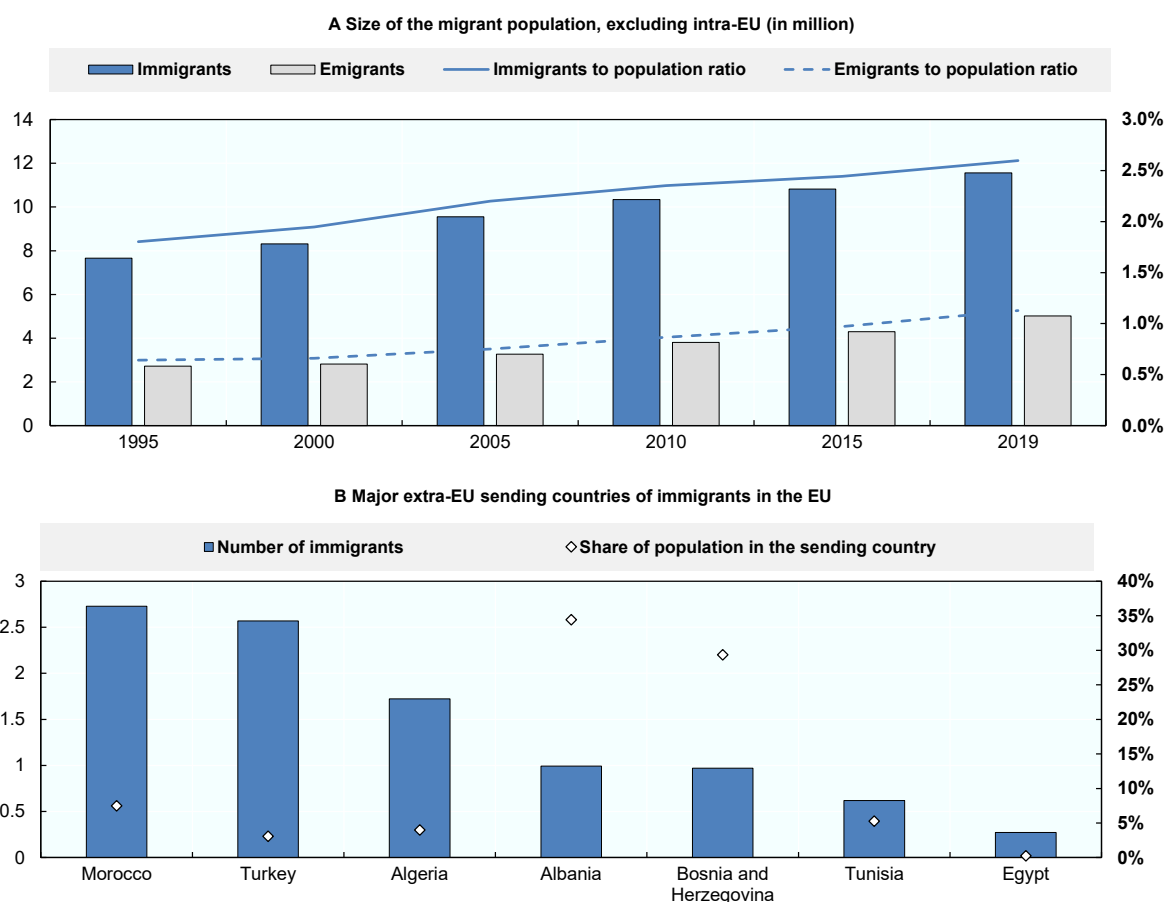 A Size of the migrant population, excluding intra-EU (in million)
Immigrants Emigrants Immigrants to population ratio Emigrants to population ratio
14 3.0%
12 2.5%
10 2.0%
8 1.5%
6 1.0%
4 0.5%
2 0.0%
0
1995 2000 2005 2010 2015 2019
B Major extra-EU sending countries of immigrants in the EU
Number of immigrants Share of population in the sending country
3 40%
2.5 35%
2 30%
1.5 25%
1 20%
0.5 15%
0 10%
5%
0%
Morocco Turkey Algeria Albania Bosnia and Herzegovina Tunisia Egypt